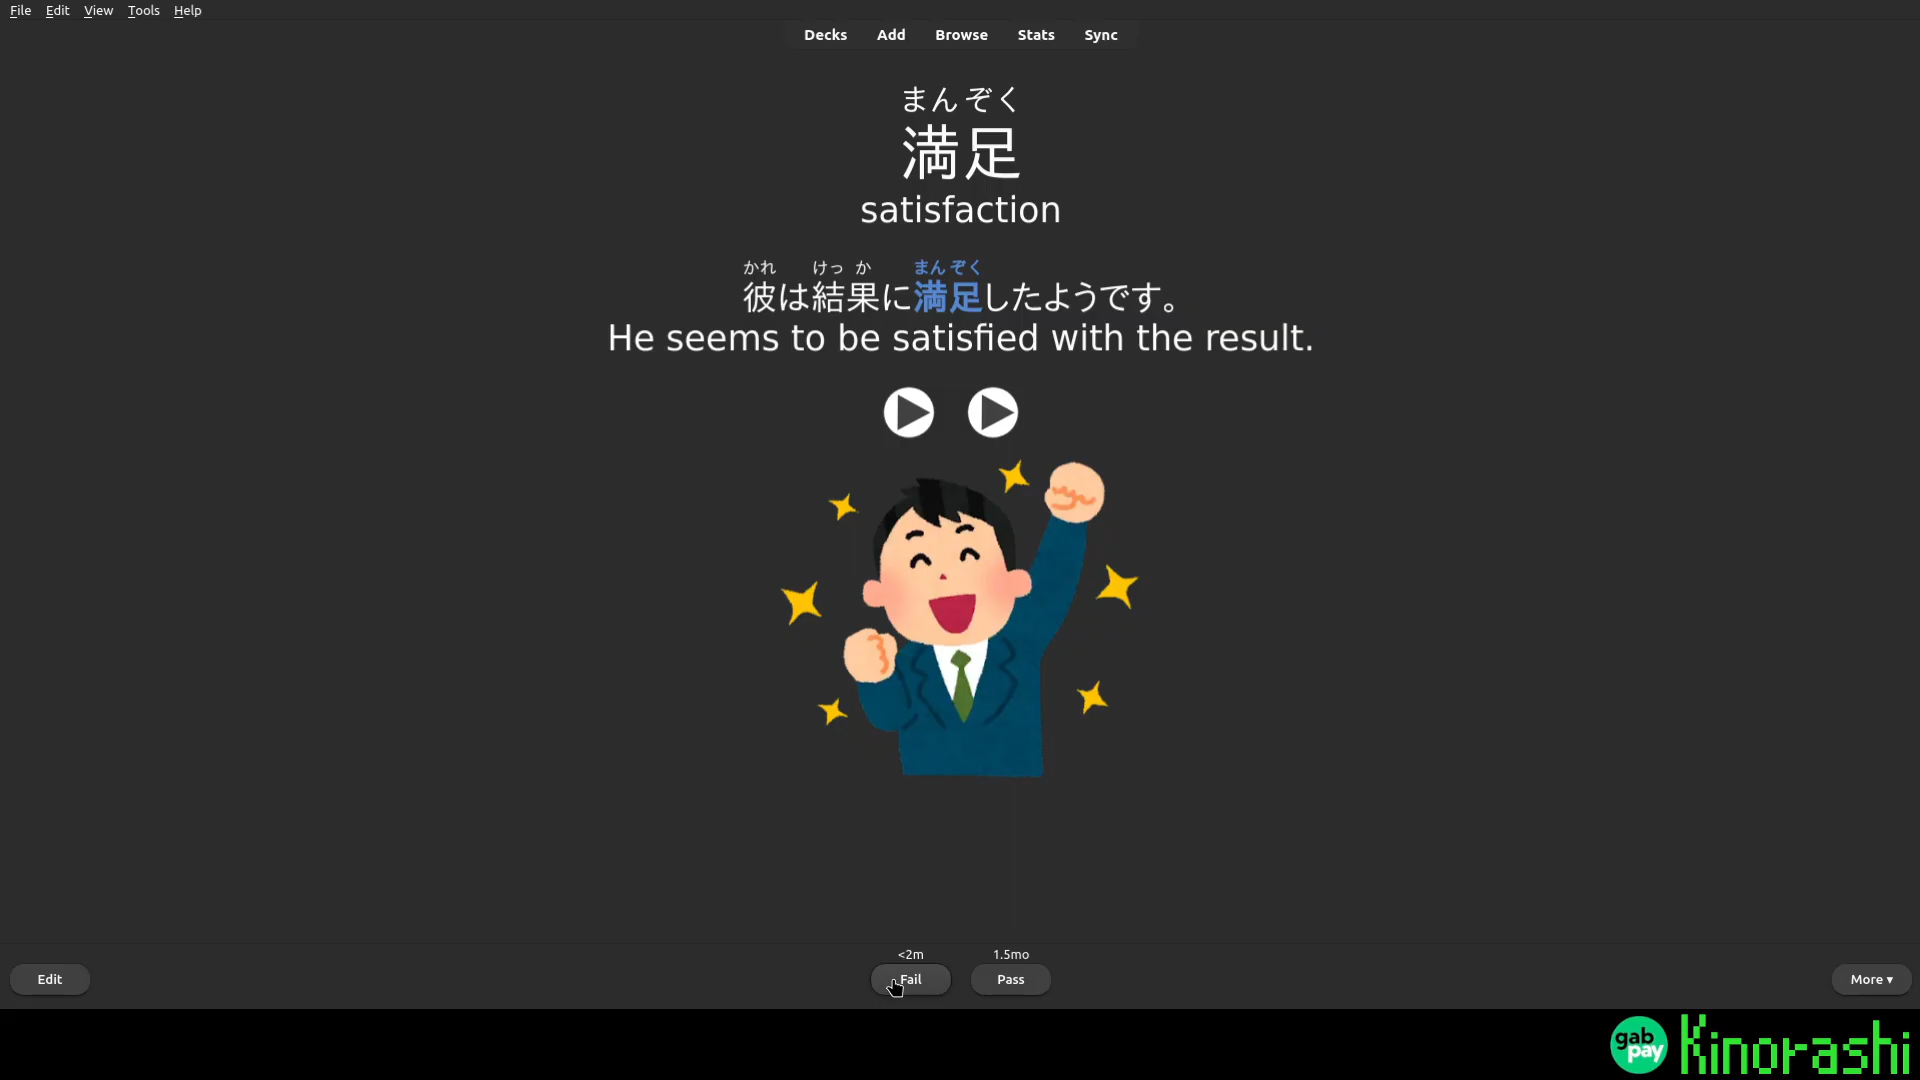 File Edit View Tools Help
Decks Add Browse Stats Sync
まんぞく
満足
satisfaction
かれ けっか まんぞく
彼は結果に満足したようです。
He seems to be satisfied with the result.
<2m 1.5mo
Edit Fail Pass More ▾
gab pay Kinorashi